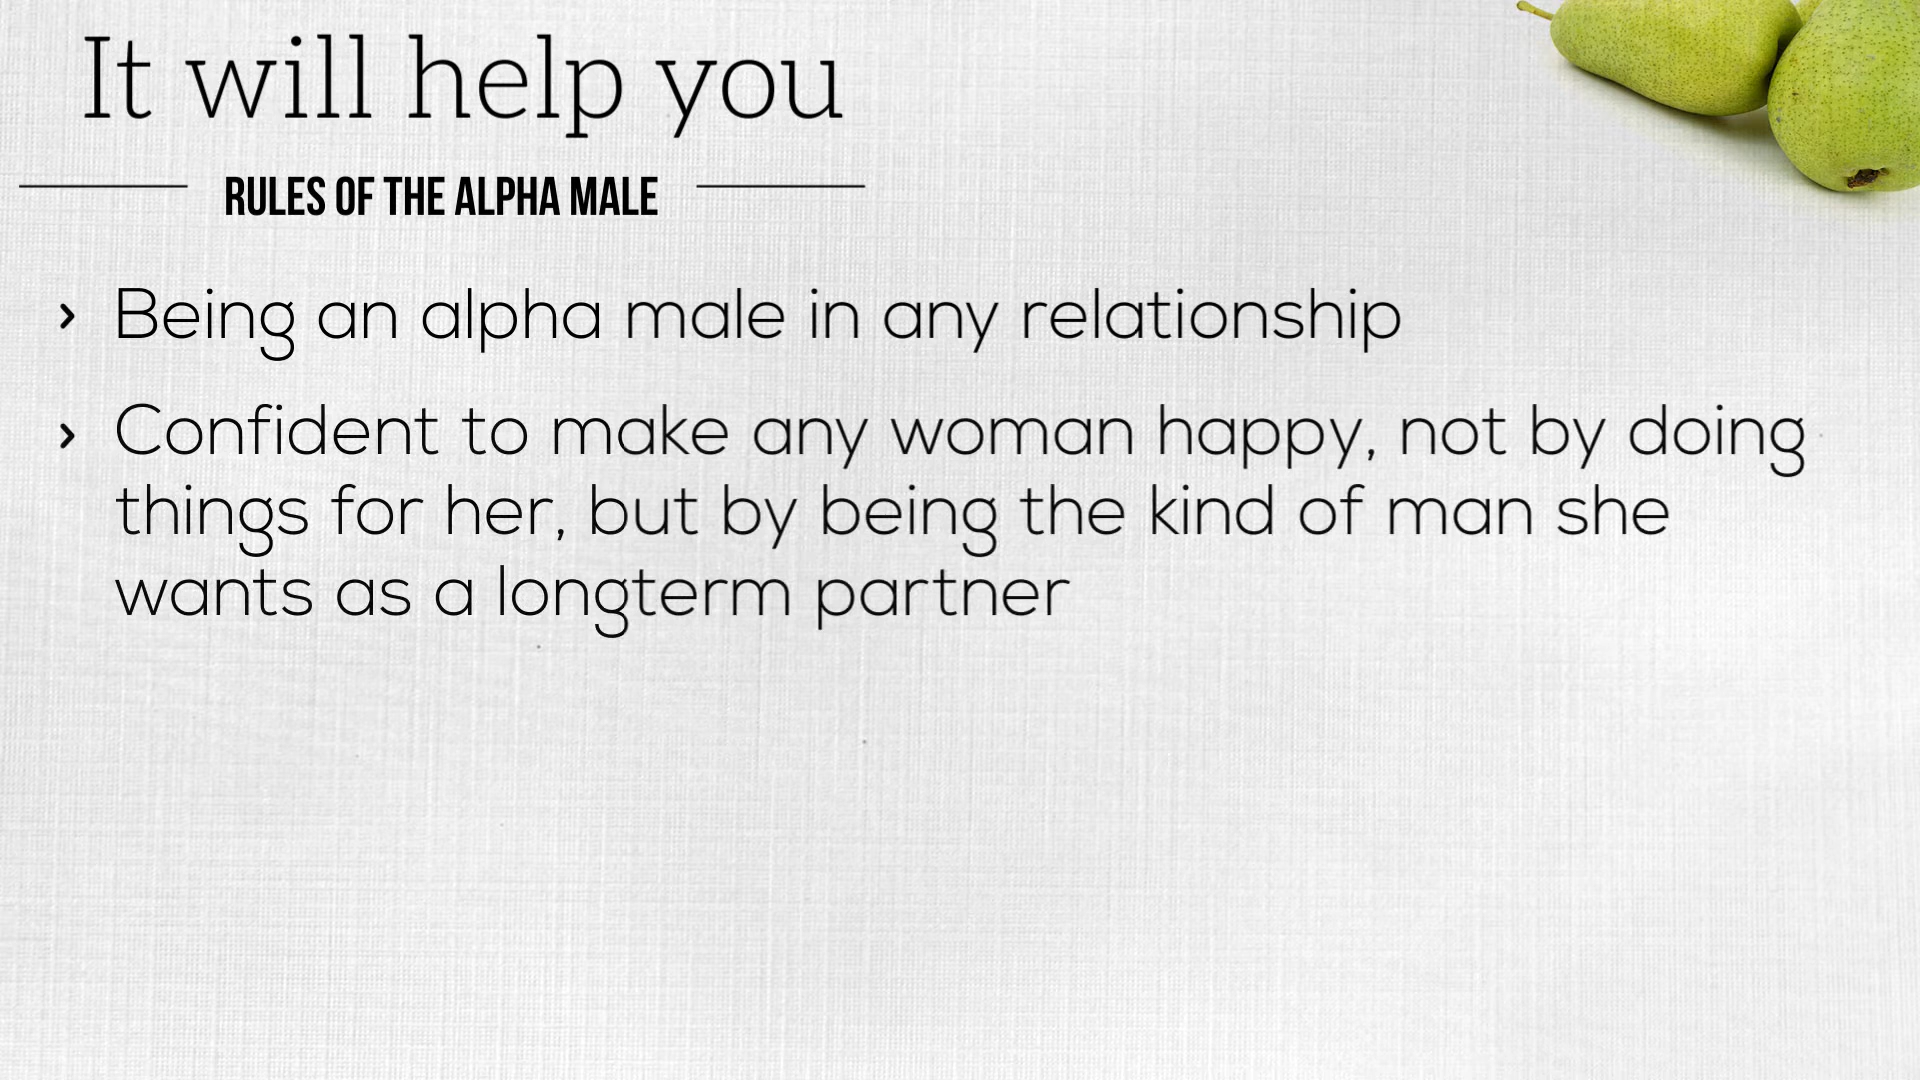 It will help you
RULES OF THE ALPHA MALE
› Being an alpha male in any relationship
› Confident to make any woman happy, not by doing
things for her, but by being the kind of man she
wants as a longterm partner